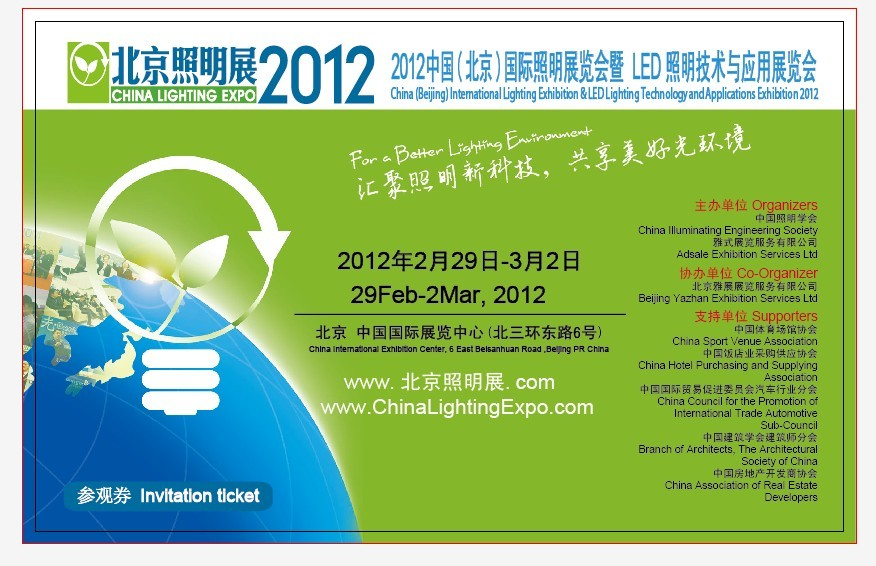 北京照明展2012
CHINA LIGHTING EXPO
2012中国（北京）国际照明展览会暨 LED 照明技术与应用展览会
China (Beijing) International Lighting Exhibition & LED Lighting Technology and Applications Exhibition 2012
For a Better Lighting Environment
汇聚照明新科技，共享美好光环境
2012年2月29日-3月2日
29Feb-2Mar, 2012
北京 中国国际展览中心(北三环东路6号)
China International Exhibition Center, 6 East Beisanhuan Road ,Beijing PR China
www. 北京照明展. com
www.ChinaLightingExpo.com
主办单位 Organizers
中国照明学会
China Illuminating Engineering Society
雅式展览服务有限公司
Adsale Exhibition Services Ltd
协办单位 Co-Organizer
北京雅展展览服务有限公司
Beijing Yazhan Exhibition Services Ltd
支持单位 Supporters
中国体育场馆协会
China Sport Venue Association
中国饭店业采购供应协会
China Hotel Purchasing and Supplying
Association
中国国际贸易促进委员会汽车行业分会
China Council for the Promotion of
International Trade Automotive
Sub-Council
中国建筑学会建筑师分会
Branch of Architects, The Architectural
Society of China
中国房地产开发商协会
China Association of Real Estate
Developers
参观券 Invitation ticket